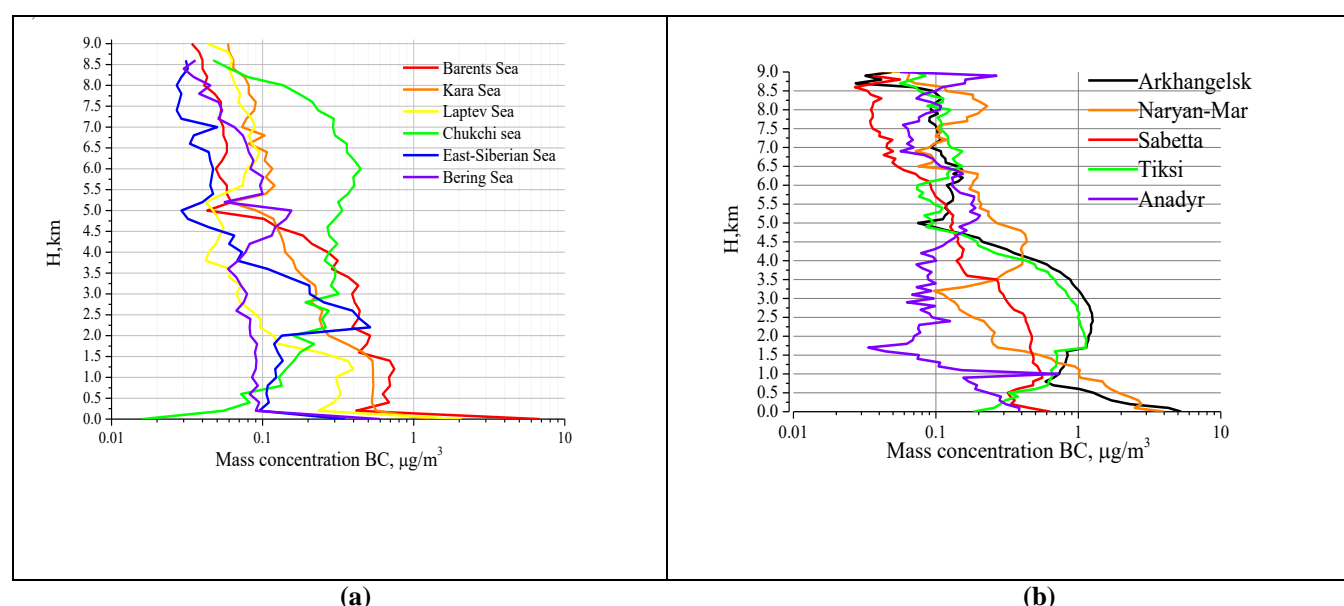 9.0
8.5
8.0
7.5
7.0
6.5
6.0
5.5
5.0
4.5
4.0
3.5
3.0
2.5
2.0
1.5
1.0
0.5
0.0
H,km
Barents Sea
Kara Sea
Laptev Sea
Chukchi sea
East-Siberian Sea
Bering Sea
0.01
0.1
1
10
Mass concentration BC, μg/m³
(a)
9.0
8.5
8.0
7.5
7.0
6.5
6.0
5.5
5.0
4.5
4.0
3.5
3.0
2.5
2.0
1.5
1.0
0.5
0.0
H,km
Arkhangelsk
Naryan-Mar
Sabetta
Tiksi
Anadyr
0.01
0.1
1
10
Mass concentration BC, μg/m³
(b)